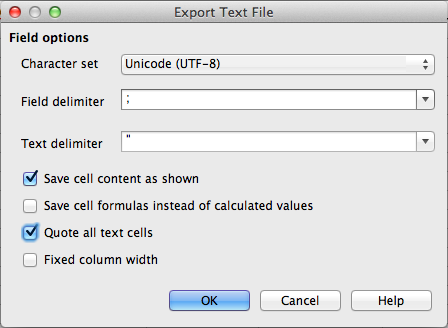 Export Text File
Field options
Character set Unicode (UTF-8)
Field delimiter ;
Text delimiter "
Save cell content as shown
Save cell formulas instead of calculated values
Quote all text cells
Fixed column width
OK Cancel Help